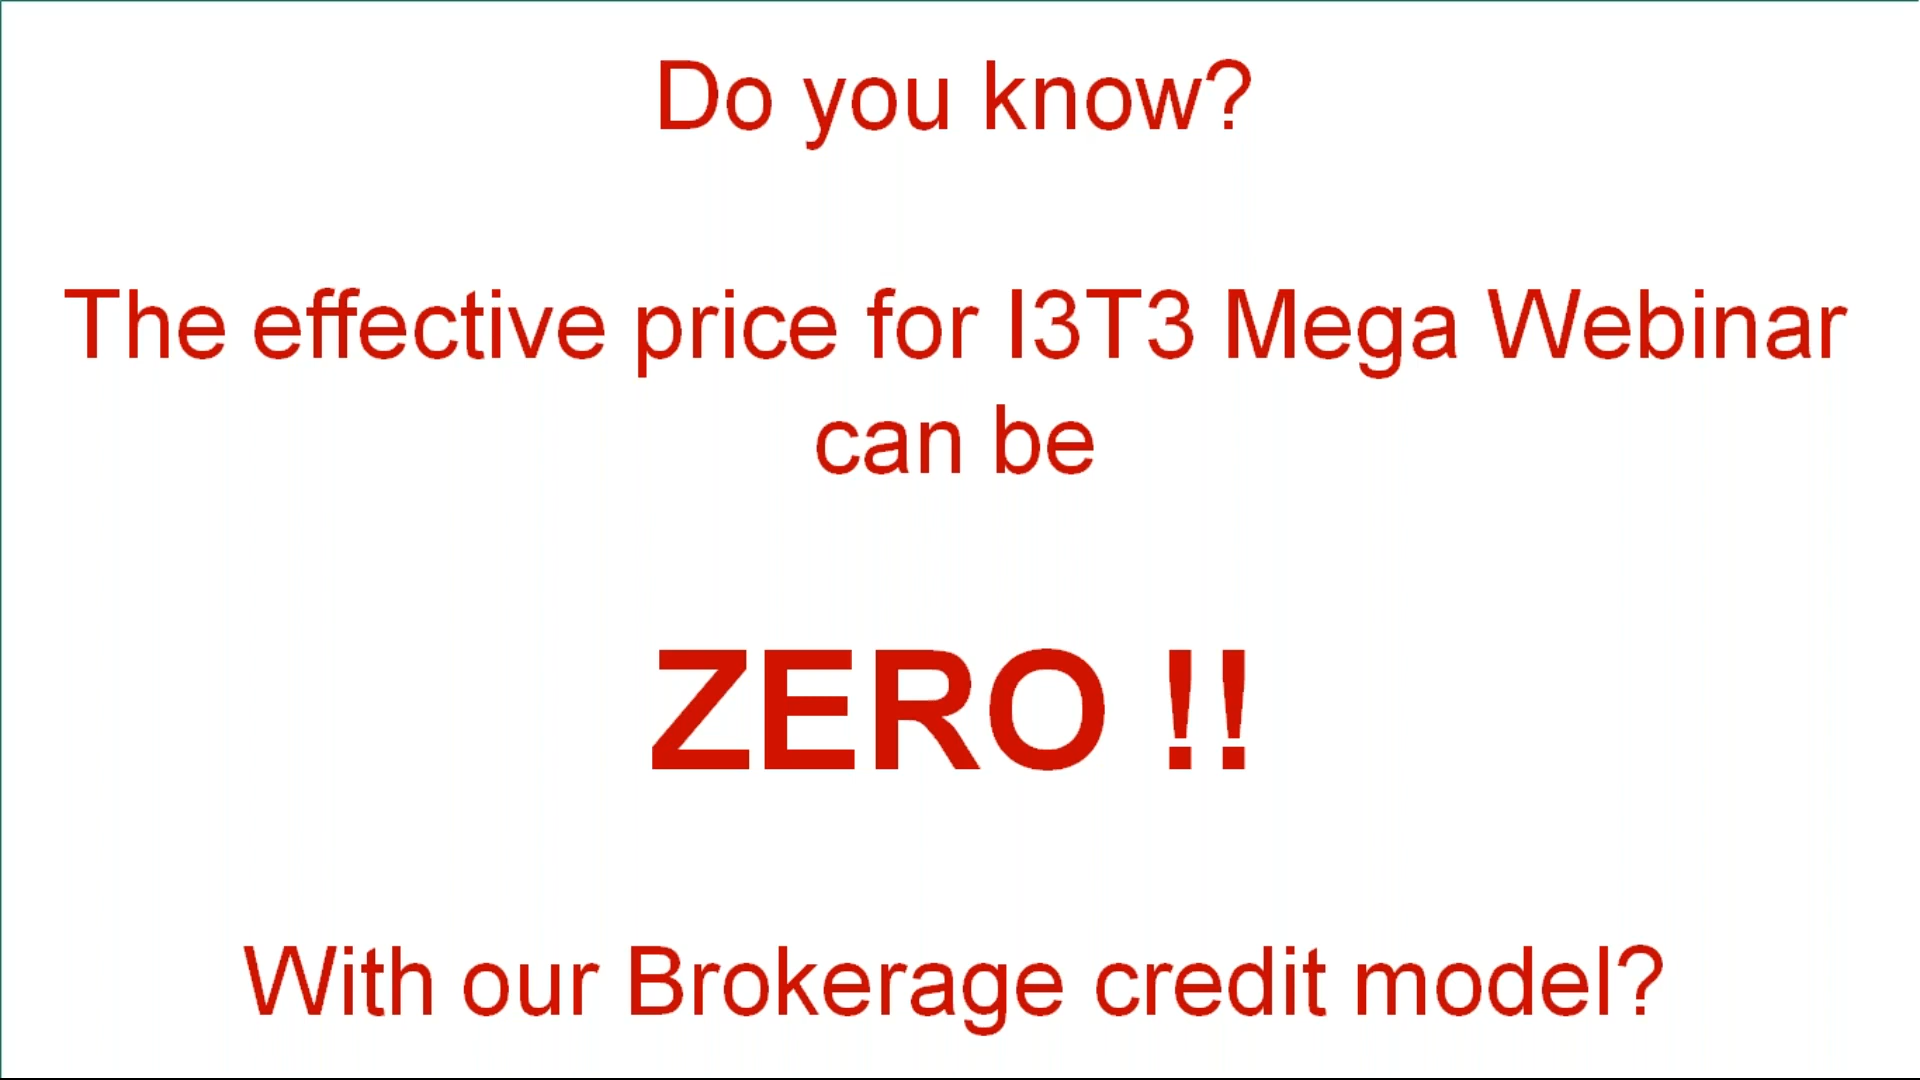 Do you know?
The effective price for I3T3 Mega Webinar
can be
ZERO !!
With our Brokerage credit model?